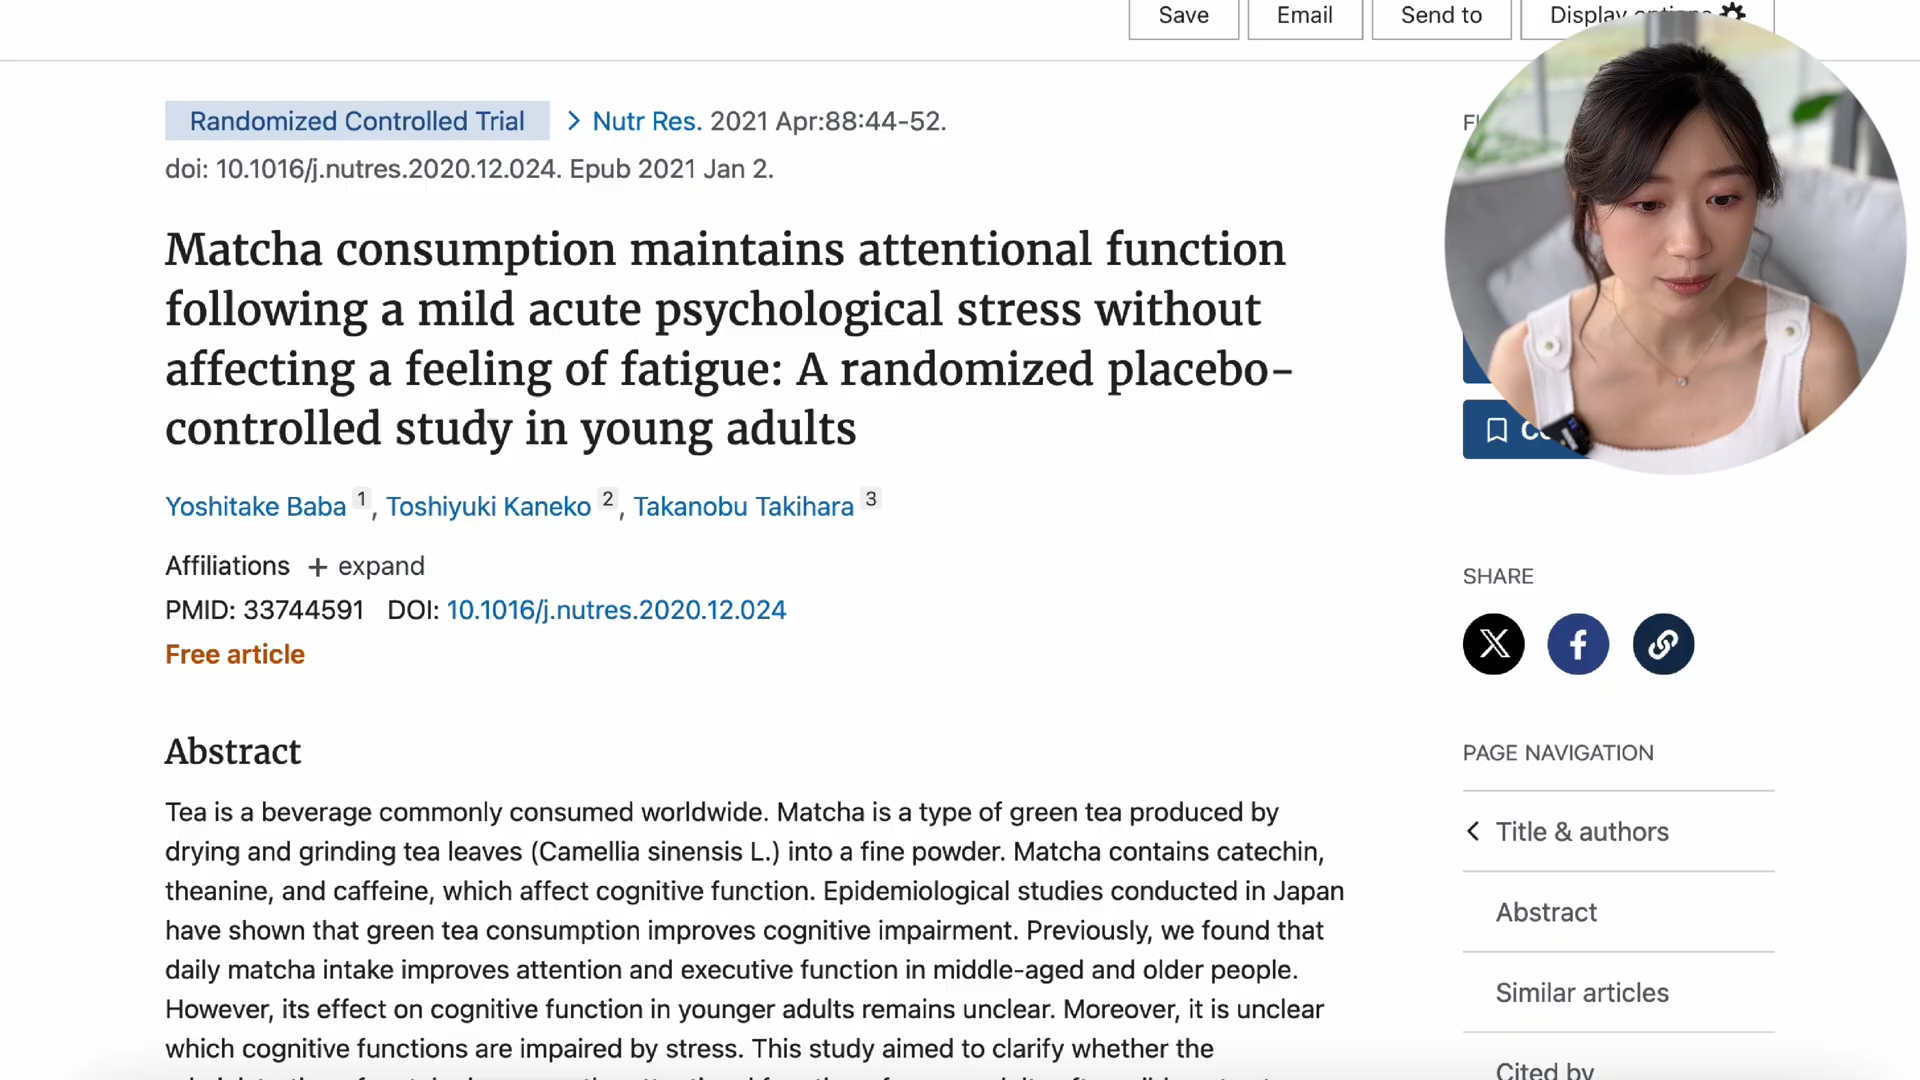 Save Email Send to Display options
Randomized Controlled Trial > Nutr Res. 2021 Apr:88:44-52.
doi: 10.1016/j.nutres.2020.12.024. Epub 2021 Jan 2.
Matcha consumption maintains attentional function
following a mild acute psychological stress without
affecting a feeling of fatigue: A randomized placebo-
controlled study in young adults
Yoshitake Baba 1, Toshiyuki Kaneko 2, Takanobu Takihara 3
Affiliations + expand
PMID: 33744591 DOI: 10.1016/j.nutres.2020.12.024
Free article
Abstract
Tea is a beverage commonly consumed worldwide. Matcha is a type of green tea produced by
drying and grinding tea leaves (Camellia sinensis L.) into a fine powder. Matcha contains catechin,
theanine, and caffeine, which affect cognitive function. Epidemiological studies conducted in Japan
have shown that green tea consumption improves cognitive impairment. Previously, we found that
daily matcha intake improves attention and executive function in middle-aged and older people.
However, its effect on cognitive function in younger adults remains unclear. Moreover, it is unclear
which cognitive functions are impaired by stress. This study aimed to clarify whether the
SHARE
PAGE NAVIGATION
< Title & authors
Abstract
Similar articles
Cited by